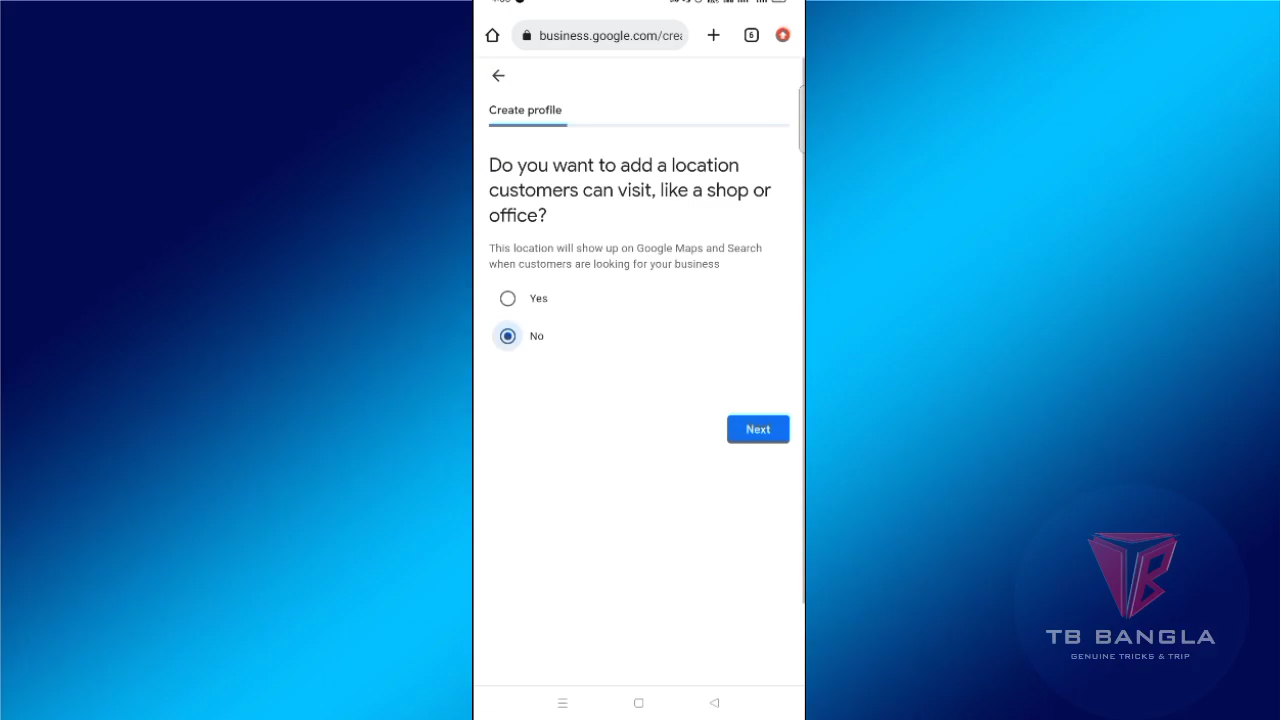 business.google.com/crea
6
Create profile
Do you want to add a location
customers can visit, like a shop or
office?
This location will show up on Google Maps and Search
when customers are looking for your business
Yes
No
Next
TB BANGLA
GENUINE TRICKS & TRIP